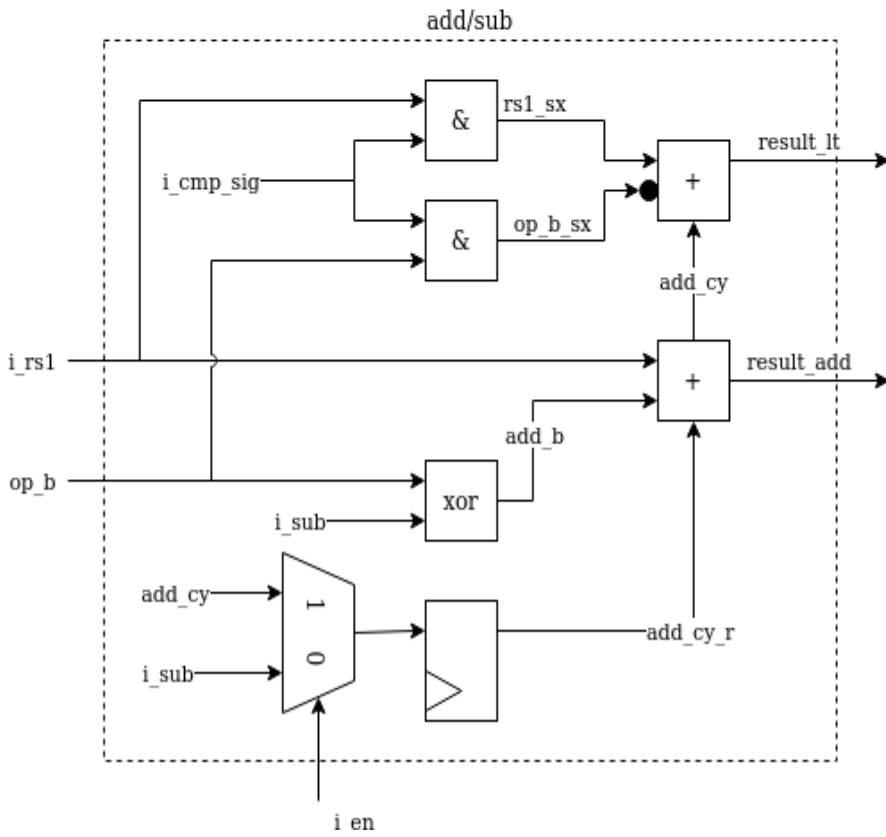 add/sub
&
rs1_sx
result_lt
+
i_cmp_sig
&
op_b_sx
add_cy
i_rs1
+
result_add
add_b
op_b
xor
i_sub
add_cy
1
0
i_sub
add_cy_r
i_en